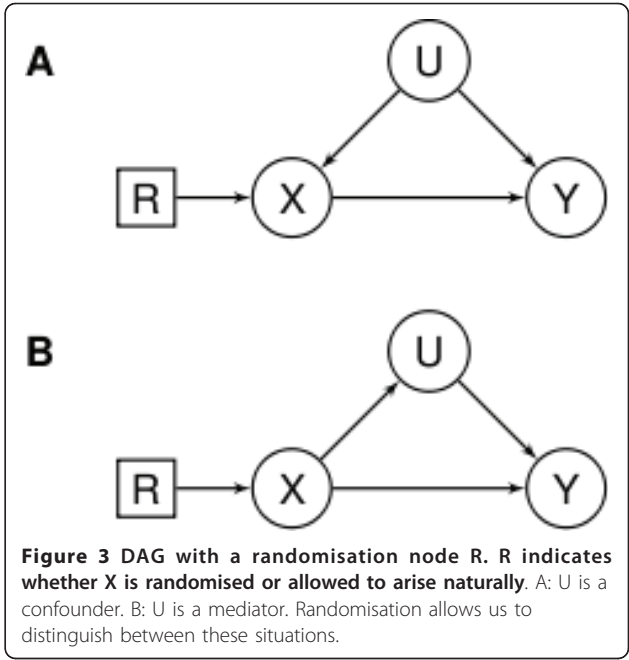 A
U
R
X
Y
B
U
R
X
Y
Figure 3 DAG with a randomisation node R. R indicates
whether X is randomised or allowed to arise naturally. A: U is a
confounder. B: U is a mediator. Randomisation allows us to
distinguish between these situations.